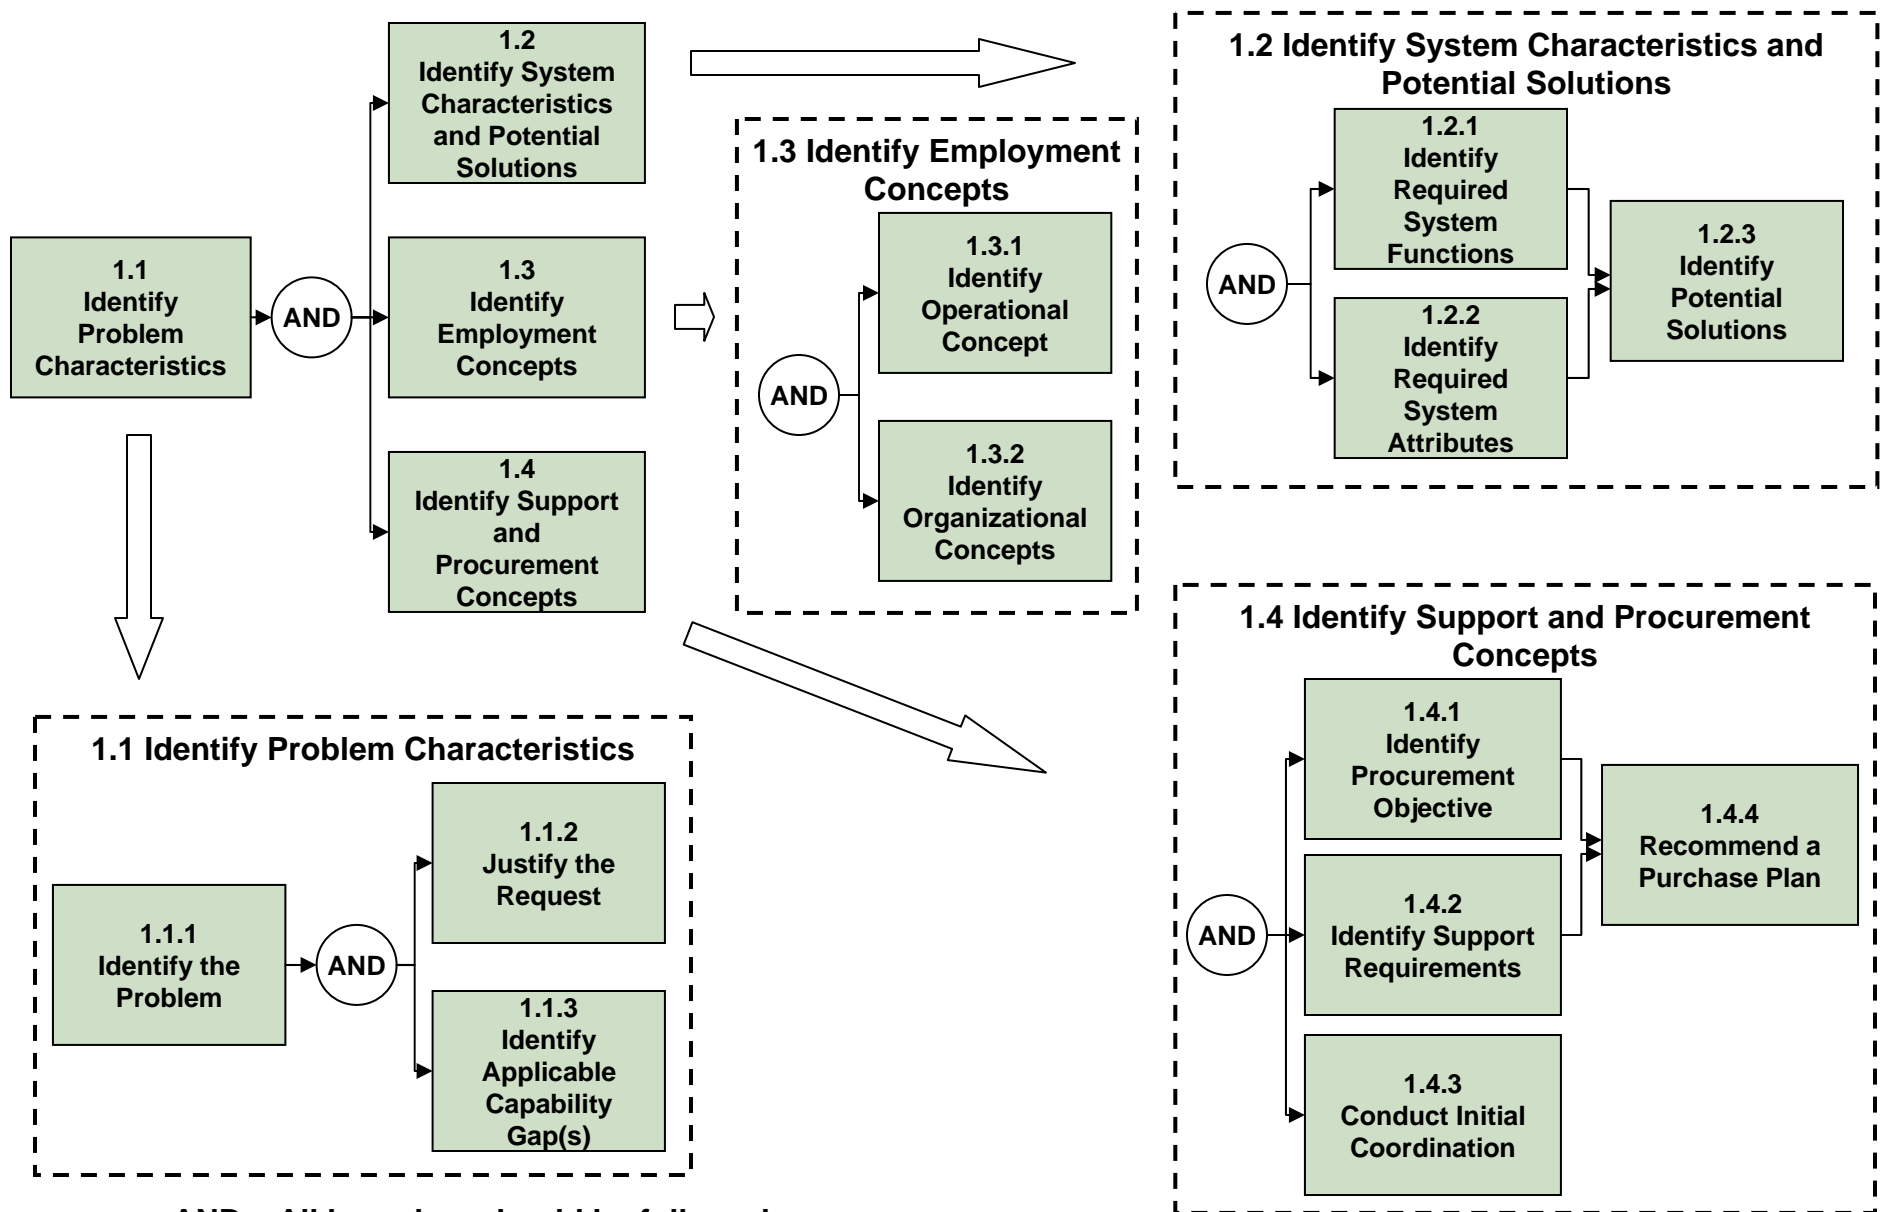 1.2
Identify System
Characteristics
and Potential
Solutions
1.1
Identify
Problem
Characteristics
AND
1.3
Identify
Employment
Concepts
1.4
Identify Support
and
Procurement
Concepts
1.3 Identify Employment
Concepts
AND
1.3.1
Identify
Operational
Concept
1.3.2
Identify
Organizational
Concepts
1.2 Identify System Characteristics and
Potential Solutions
AND
1.2.1
Identify
Required
System
Functions
1.2.2
Identify
Required
System
Attributes
1.2.3
Identify
Potential
Solutions
1.1 Identify Problem Characteristics
1.1.1
Identify the
Problem
AND
1.1.2
Justify the
Request
1.1.3
Identify
Applicable
Capability
Gap(s)
1.4 Identify Support and Procurement
Concepts
AND
1.4.1
Identify
Procurement
Objective
1.4.2
Identify Support
Requirements
1.4.3
Conduct Initial
Coordination
1.4.4
Recommend a
Purchase Plan